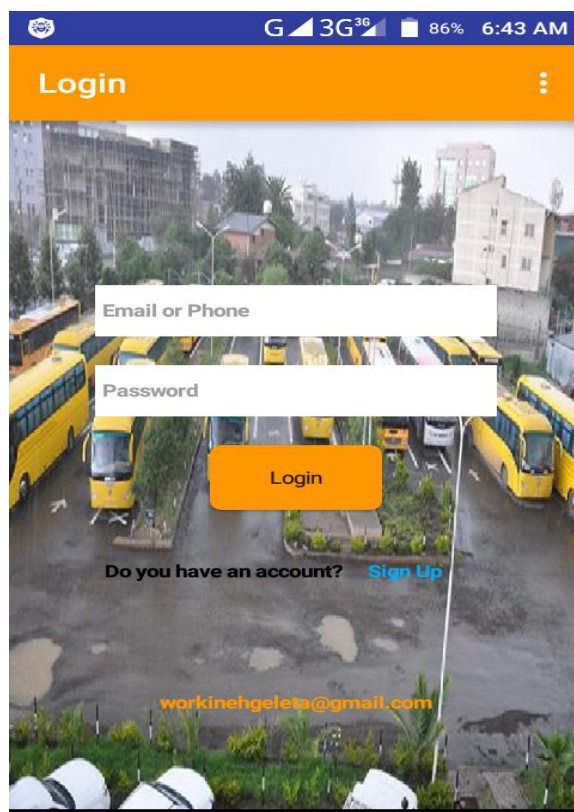 G 3G 3G 86% 6:43 AM
Login
Email or Phone
Password
Login
Do you have an account? Sign Up
workinehgeleta@gmail.com